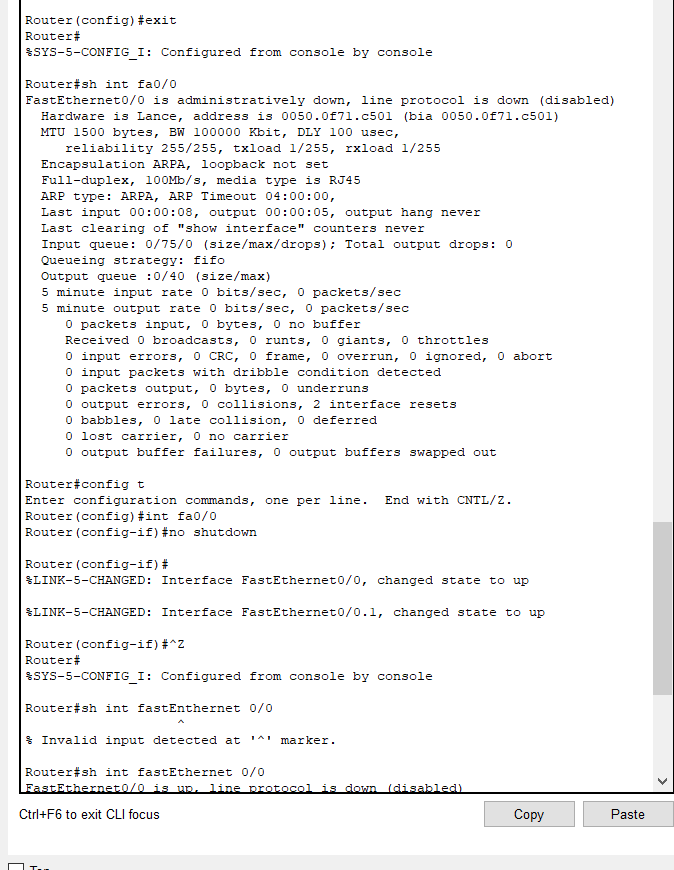 Router(config)#exit
Router#
%SYS-5-CONFIG_I: Configured from console by console
Router#sh int fa0/0
FastEthernet0/0 is administratively down, line protocol is down (disabled)
Hardware is Lance, address is 0050.0f71.c501 (bia 0050.0f71.c501)
MTU 1500 bytes, BW 100000 Kbit, DLY 100 usec,
reliability 255/255, txload 1/255, rxload 1/255
Encapsulation ARPA, loopback not set
Full-duplex, 100Mb/s, media type is RJ45
ARP type: ARPA, ARP Timeout 04:00:00,
Last input 00:00:08, output 00:00:05, output hang never
Last clearing of "show interface" counters never
Input queue: 0/75/0 (size/max/drops); Total output drops: 0
Queueing strategy: fifo
Output queue :0/40 (size/max)
5 minute input rate 0 bits/sec, 0 packets/sec
5 minute output rate 0 bits/sec, 0 packets/sec
0 packets input, 0 bytes, 0 no buffer
Received 0 broadcasts, 0 runts, 0 giants, 0 throttles
0 input errors, 0 CRC, 0 frame, 0 overrun, 0 ignored, 0 abort
0 input packets with dribble condition detected
0 packets output, 0 bytes, 0 underruns
0 output errors, 0 collisions, 2 interface resets
0 babbles, 0 late collision, 0 deferred
0 lost carrier, 0 no carrier
0 output buffer failures, 0 output buffers swapped out
Router#config t
Enter configuration commands, one per line.  End with CNTL/Z.
Router(config)#int fa0/0
Router(config-if)#no shutdown
Router(config-if)#
%LINK-5-CHANGED: Interface FastEthernet0/0, changed state to up
%LINK-5-CHANGED: Interface FastEthernet0/0.1, changed state to up
Router(config-if)#^Z
Router#
%SYS-5-CONFIG_I: Configured from console by console
Router#sh int fastEnthernet 0/0
^
% Invalid input detected at '^' marker.
Router#sh int fastEthernet 0/0
FastEthernet0/0 is up, line protocol is down (disabled)
Ctrl+F6 to exit CLI focus
Copy
Paste